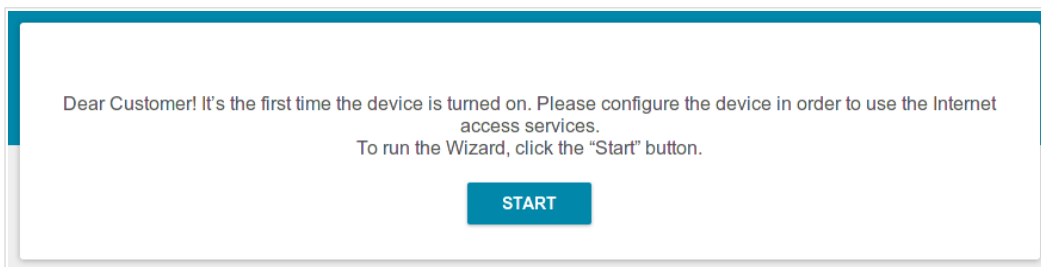 Dear Customer! It’s the first time the device is turned on. Please configure the device in order to use the Internet
access services.
To run the Wizard, click the “Start” button.
START